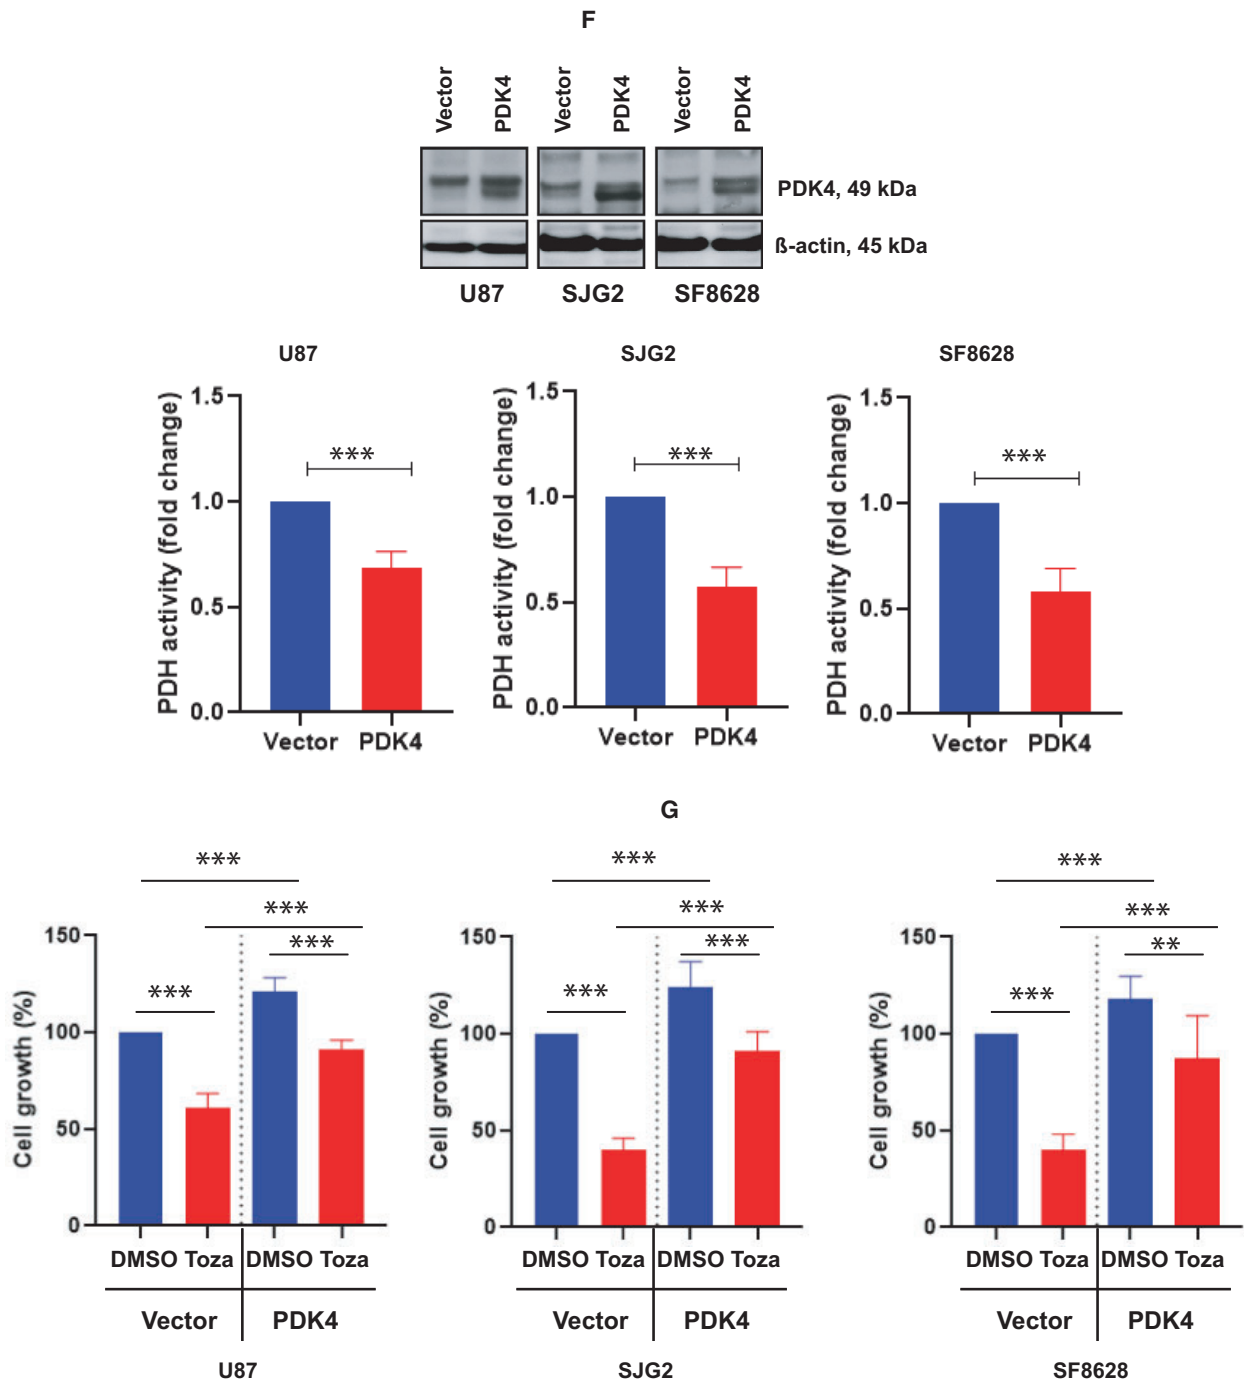 F
Vector PDK4 Vector PDK4 Vector PDK4
PDK4, 49 kDa
ß-actin, 45 kDa
U87 SJG2 SF8628
U87
PDH activity (fold change)
1.5
1.0
0.5
0.0
***
Vector PDK4
SJG2
PDH activity (fold change)
1.5
1.0
0.5
0.0
***
Vector PDK4
SF8628
PDH activity (fold change)
1.5
1.0
0.5
0.0
***
Vector PDK4
G
***
***
***
***
Cell growth (%)
150
100
50
0
DMSO Toza DMSO Toza
Vector PDK4
U87
***
***
***
***
Cell growth (%)
150
100
50
0
DMSO Toza DMSO Toza
Vector PDK4
SJG2
***
***
**
***
Cell growth (%)
150
100
50
0
DMSO Toza DMSO Toza
Vector PDK4
SF8628